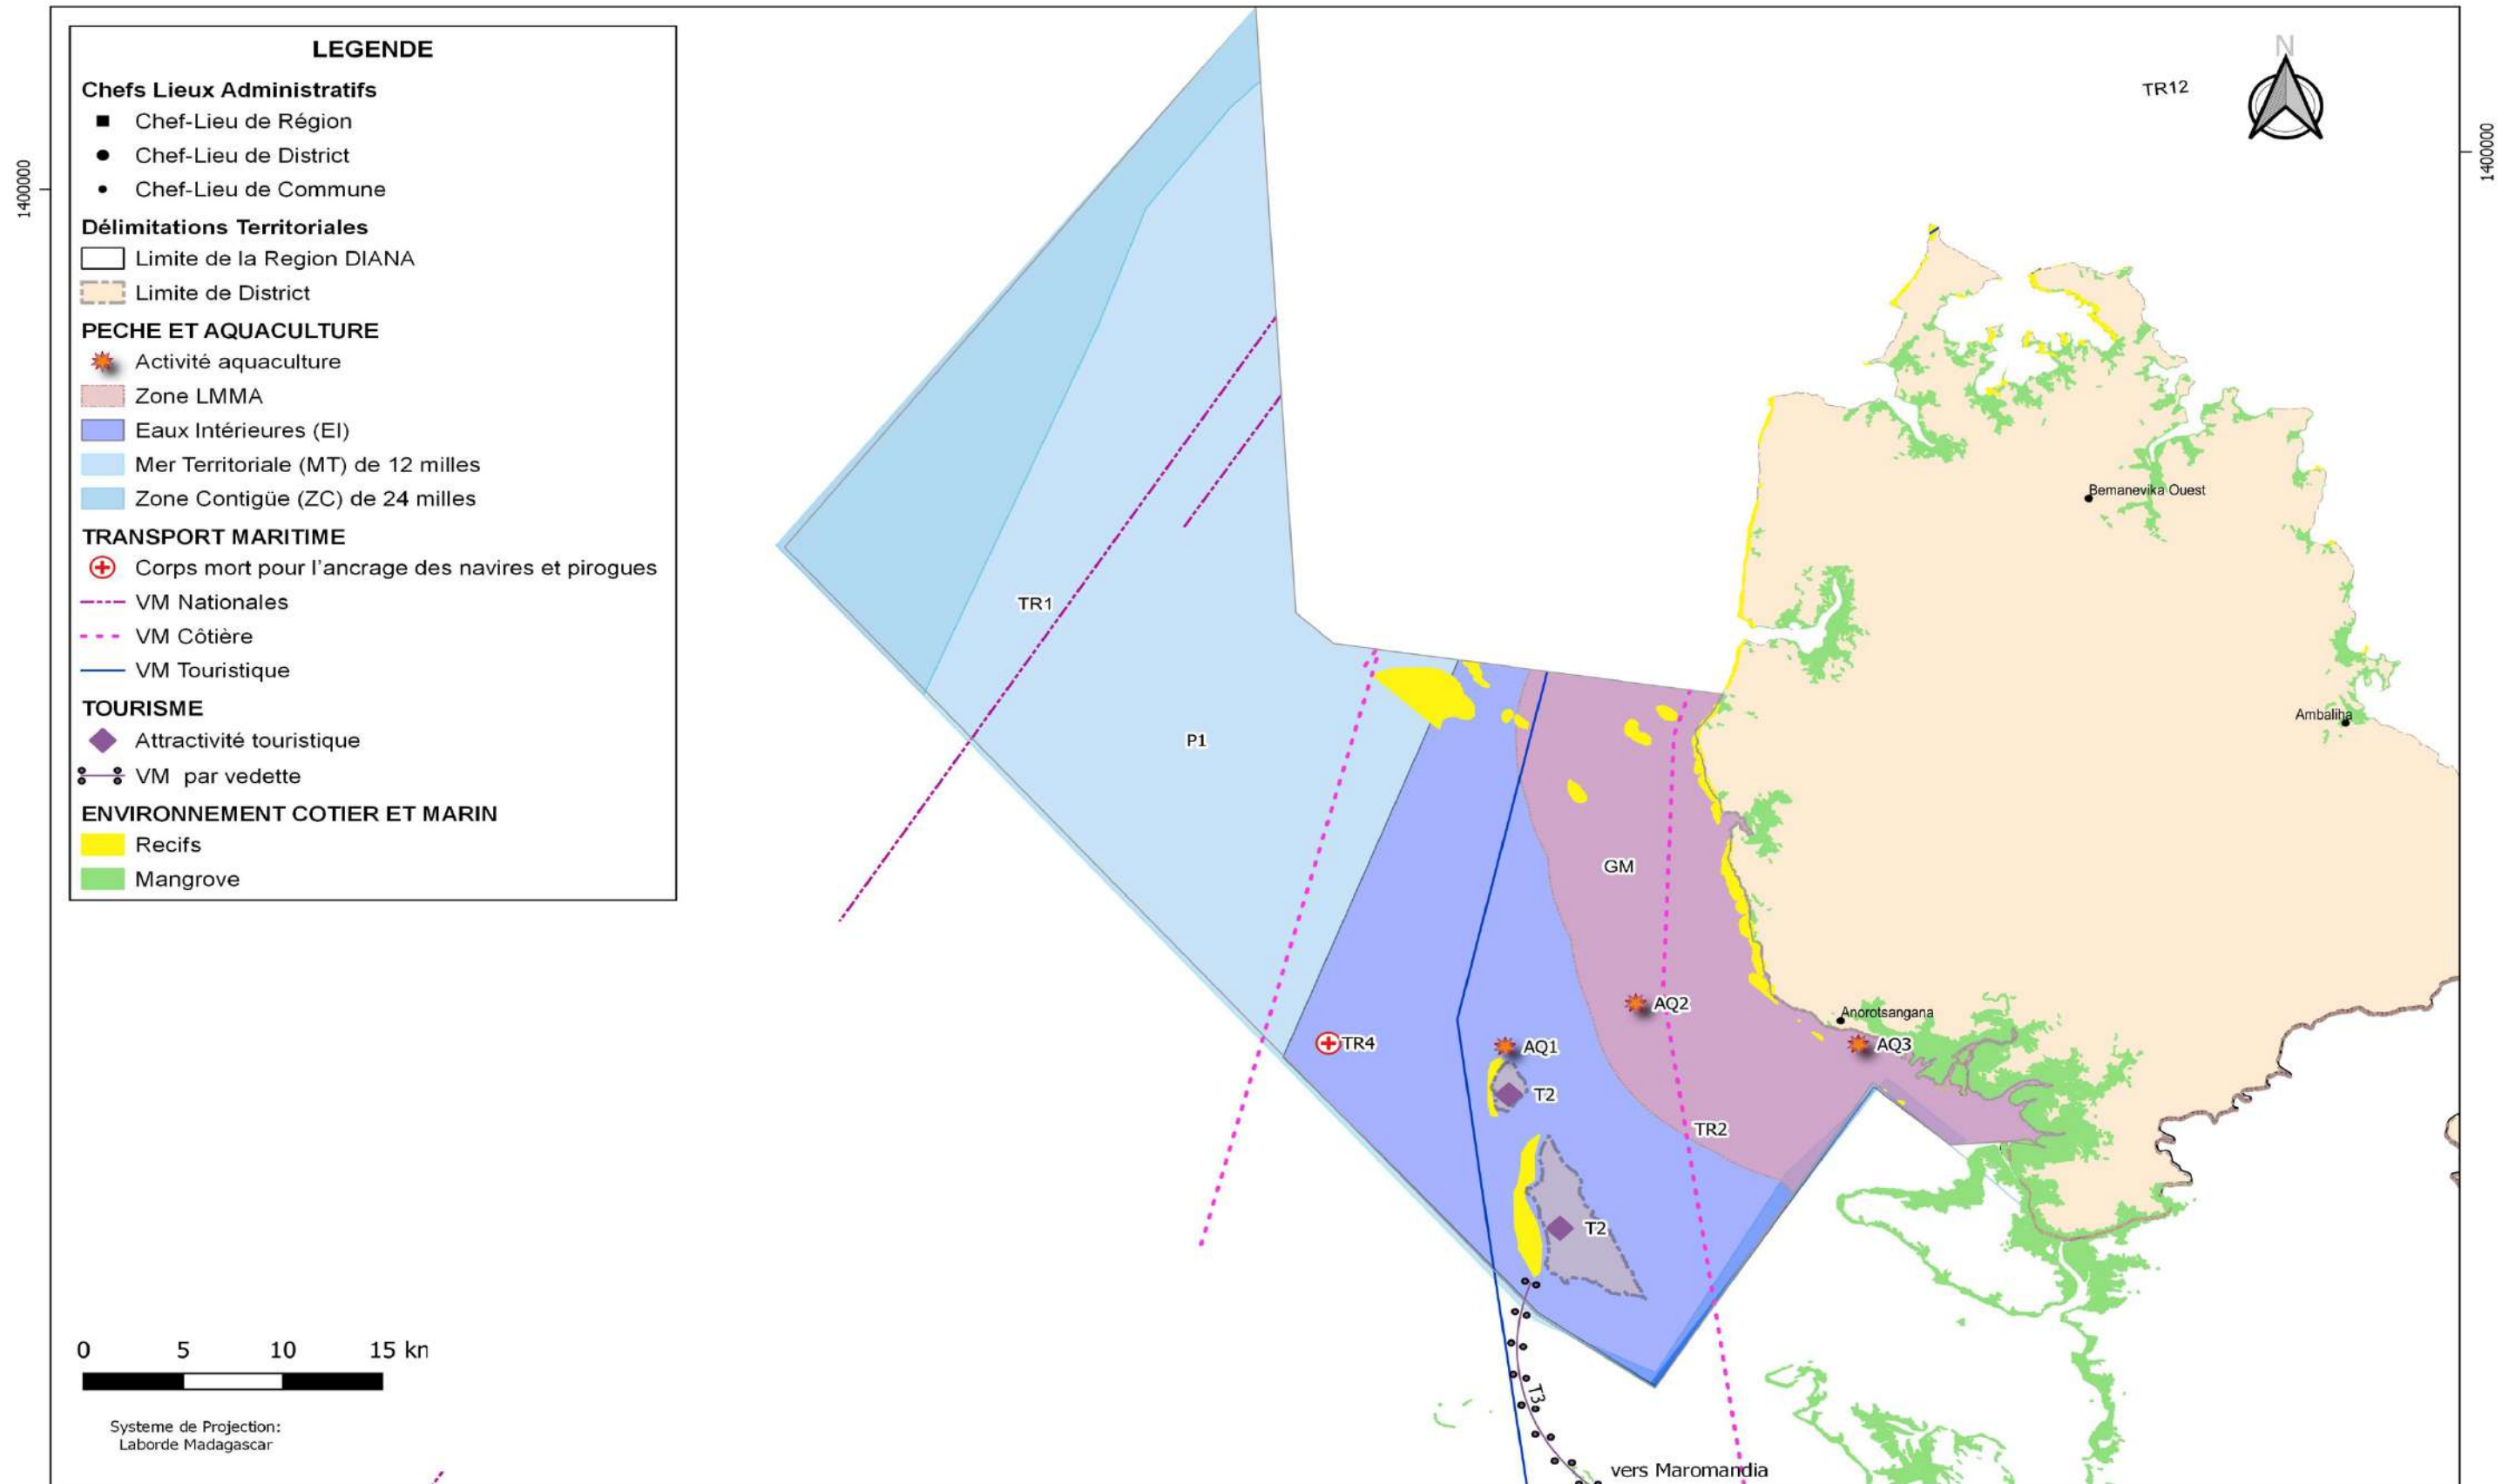 LEGENDE
Chefs Lieux Administratifs
Chef-Lieu de Région
Chef-Lieu de District
Chef-Lieu de Commune
Délimitations Territoriales
Limite de la Region DIANA
Limite de District
PECHE ET AQUACULTURE
Activité aquaculture
Zone LMMA
Eaux Intérieures (EI)
Mer Territoriale (MT) de 12 milles
Zone Contigüe (ZC) de 24 milles
TRANSPORT MARITIME
Corps mort pour l'ancrage des navires et pirogues
VM Nationales
VM Côtière
VM Touristique
TOURISME
Attractivité touristique
VM par vedette
ENVIRONNEMENT COTIER ET MARIN
Recifs
Mangrove
1400000
1400000
N
TR12
Bemanevika Ouest
TR1
Ambaliha
P1
GM
AQ2
Anorotsangana
TR4
AQ1
AQ3
T2
TR2
T2
T3
vers Maromandia
0 5 10 15 kn
Systeme de Projection:
Laborde Madagascar